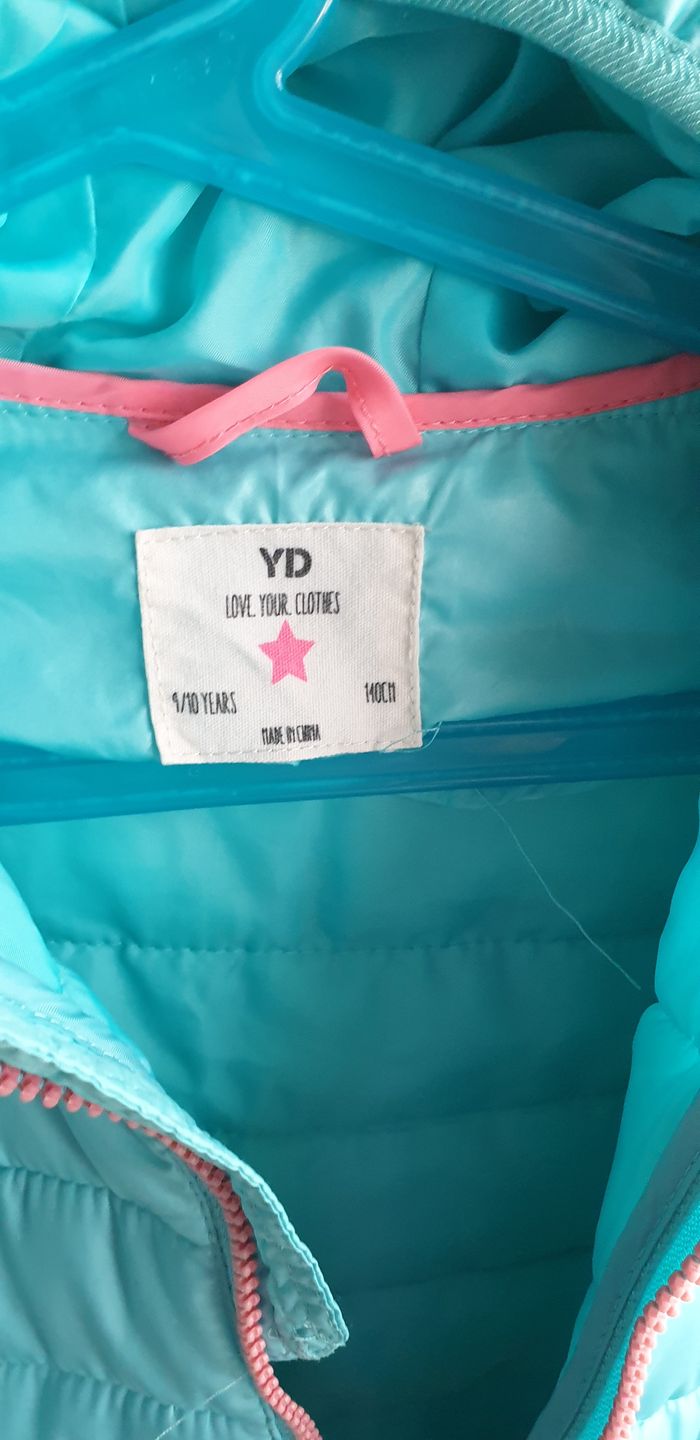 YD
LOVE. YOUR. CLOTHES
9/10 YEARS
140CM
MADE IN CHINA